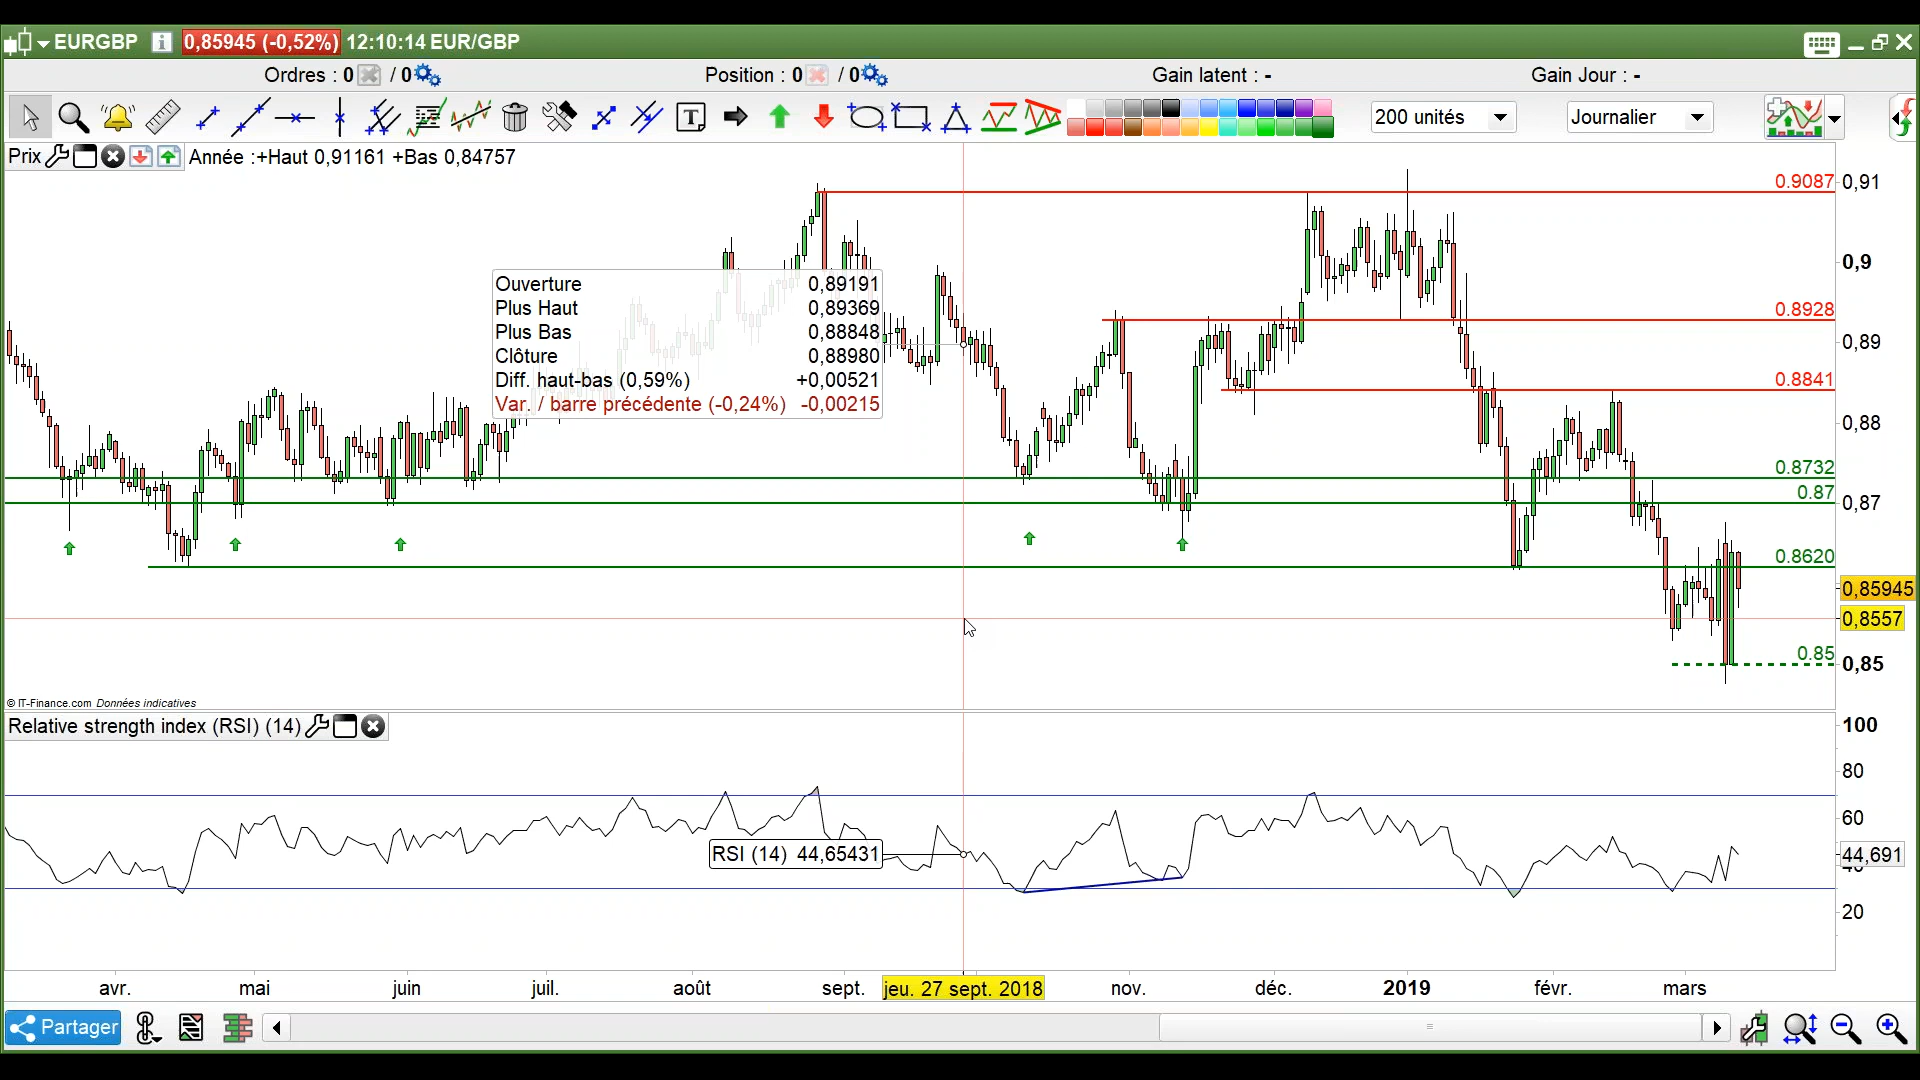 EURGBP i 0,85945 (-0,52%) 12:10:14 EUR/GBP
Ordres : 0 / 0 Position : 0 / 0 Gain latent : - Gain Jour : -
T 200 unités Journalier
Prix Année :+Haut 0,91161 +Bas 0,84757
0.9087 0,91
0,9
Ouverture 0,89191
Plus Haut 0,89369
Plus Bas 0,88848
Clôture 0,88980
Diff. haut-bas (0,59%) +0,00521
Var. / barre précédente (-0,24%) -0,00215
0.8928
0,89
0.8841
0,88
0.8732
0.87 0,87
0.8620
0,85945
0,8557
0.85 0,85
© IT-Finance.com Données indicatives
Relative strength index (RSI) (14)
100
80
60
RSI (14) 44,65431
44,691
20
avr. mai juin juil. août sept. jeu. 27 sept. 2018 nov. déc. 2019 févr. mars
Partager